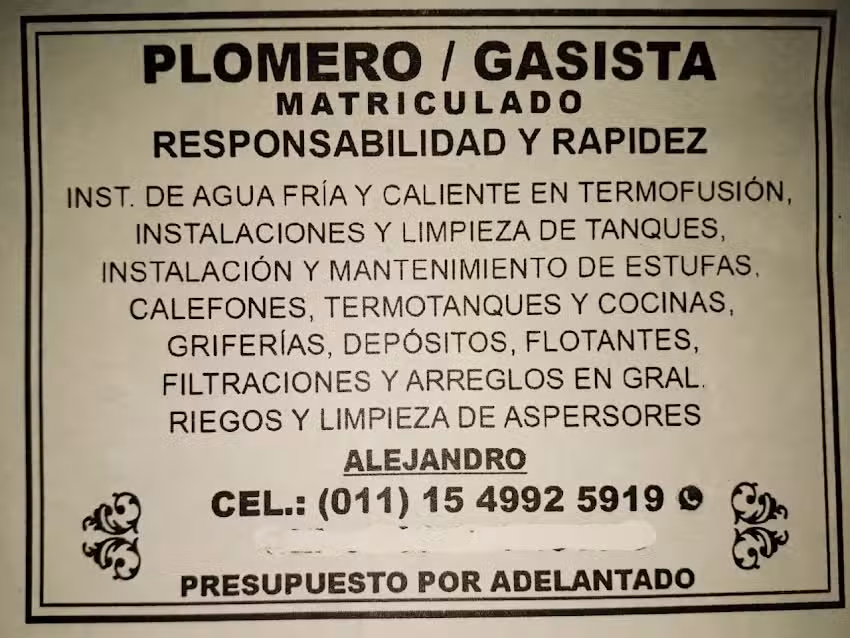 PLOMERO / GASISTA
MATRICULADO
RESPONSABILIDAD Y RAPIDEZ
INST. DE AGUA FRÍA Y CALIENTE EN TERMOFUSIÓN,
INSTALACIONES Y LIMPIEZA DE TANQUES,
INSTALACIÓN Y MANTENIMIENTO DE ESTUFAS,
CALEFONES, TERMOTANQUES Y COCINAS,
GRIFERÍAS, DEPÓSITOS, FLOTANTES,
FILTRACIONES Y ARREGLOS EN GRAL.
RIEGOS Y LIMPIEZA DE ASPERSORES
ALEJANDRO
CEL.: (011) 15 4992 5919
PRESUPUESTO POR ADELANTADO